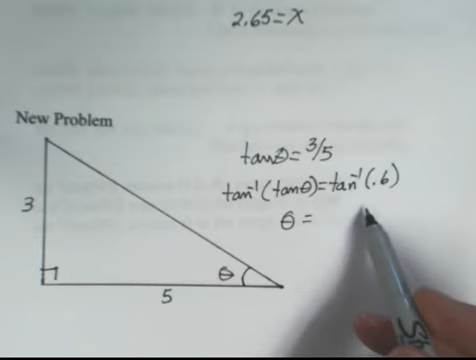 2.65=x
New Problem
tanθ=3/5
tan⁻¹(tanθ)=tan⁻¹(.6)
3
θ=
θ
5